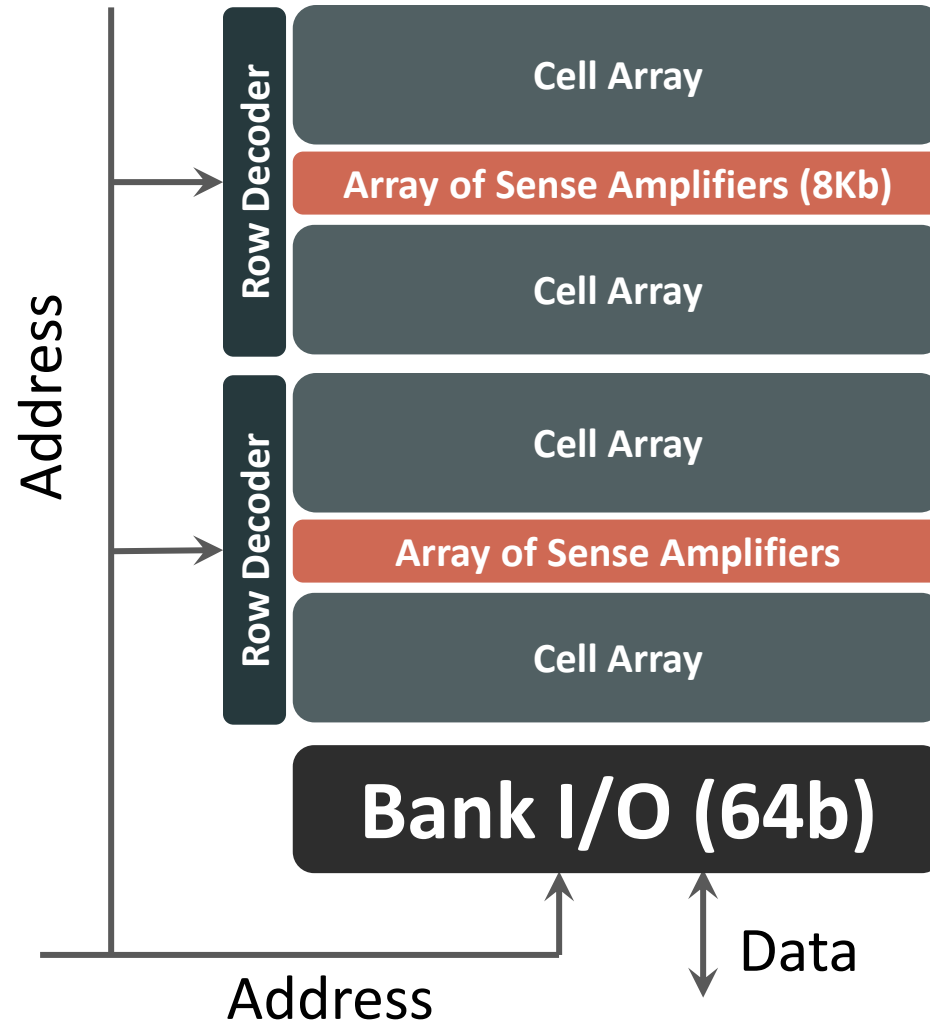 Cell Array
Row Decoder
Array of Sense Amplifiers (8Kb)
Cell Array
Address
Cell Array
Row Decoder
Array of Sense Amplifiers
Cell Array
Bank I/O (64b)
Data
Address